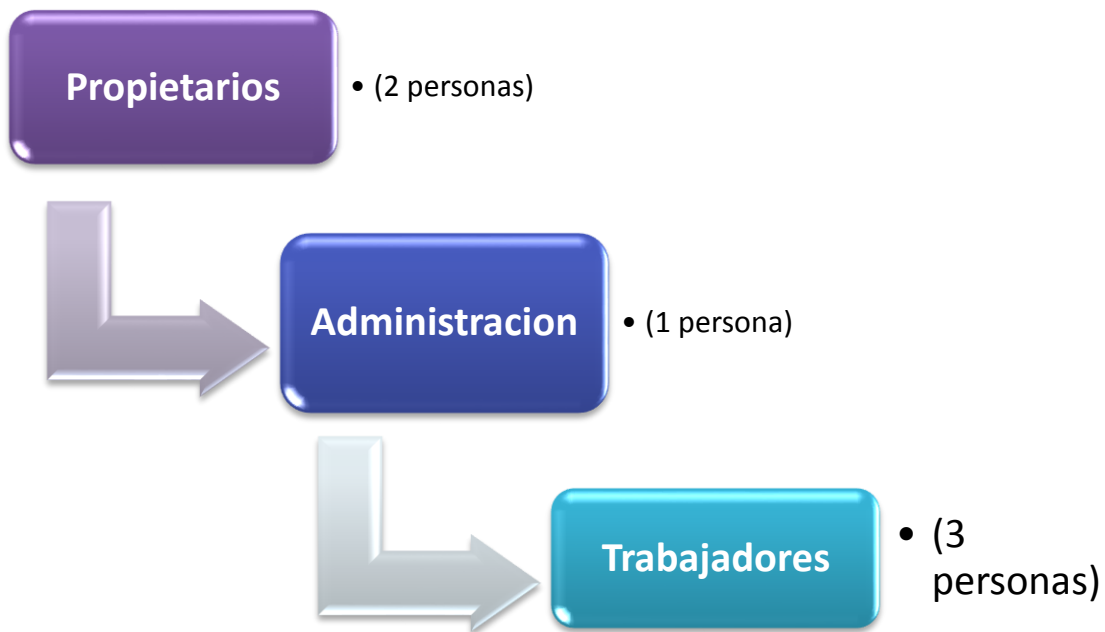 Propietarios
• (2 personas)
Administracion
• (1 persona)
Trabajadores
• (3
personas)